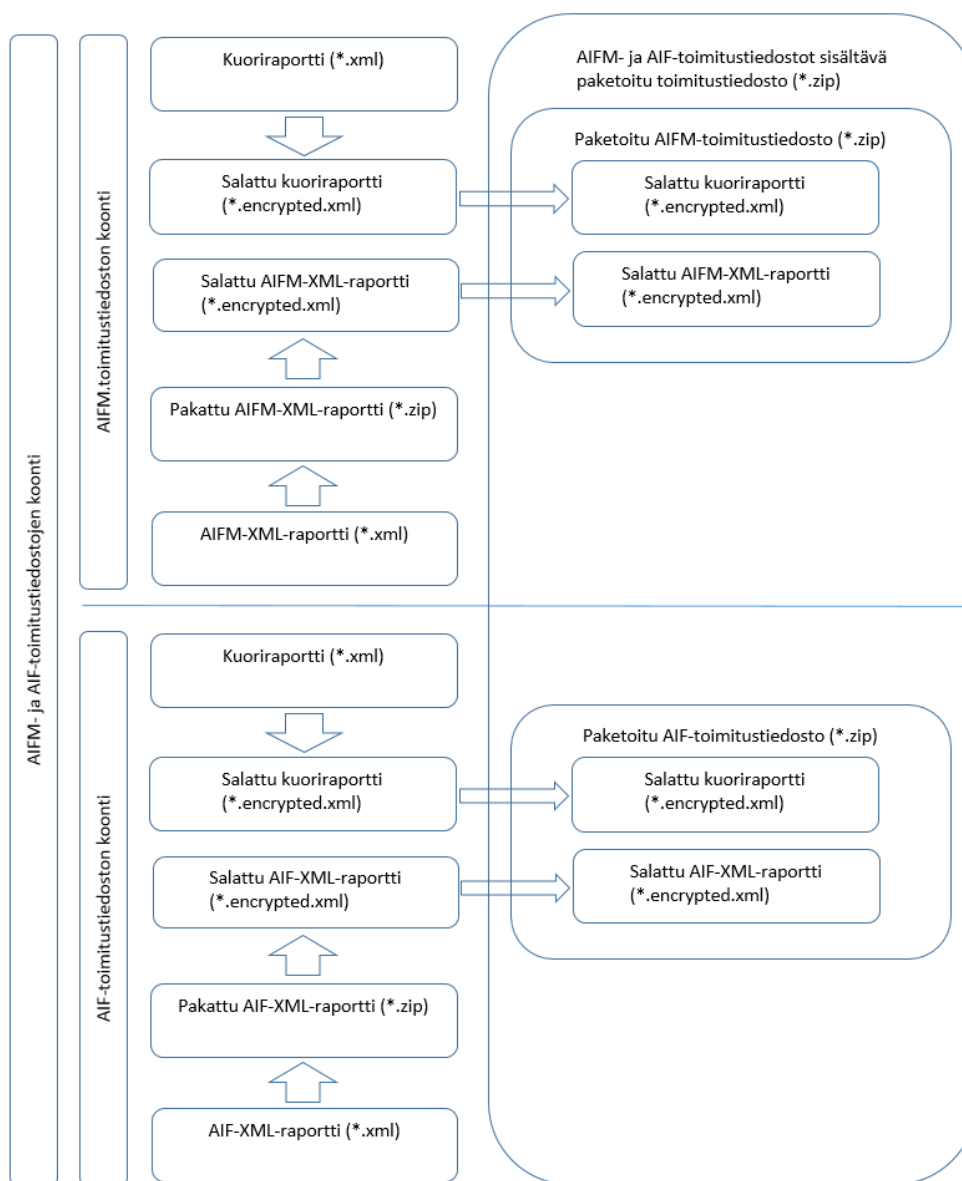 AIFM- ja AIF-toimitustiedostojen koonti
AIFM.toimitustiedoston koonti
Kuoriraportti (*.xml)
Salattu kuoriraportti
(*.encrypted.xml)
Salattu AIFM-XML-raportti
(*.encrypted.xml)
Pakattu AIFM-XML-raportti (*.zip)
AIFM-XML-raportti (*.xml)
AIFM- ja AIF-toimitustiedostot sisältävä
paketoitu toimitustiedosto (*.zip)
Paketoitu AIFM-toimitustiedosto (*.zip)
Salattu kuoriraportti
(*.encrypted.xml)
Salattu AIFM-XML-raportti
(*.encrypted.xml)
AIF-toimitustiedoston koonti
Kuoriraportti (*.xml)
Salattu kuoriraportti
(*.encrypted.xml)
Salattu AIF-XML-raportti
(*.encrypted.xml)
Pakattu AIF-XML-raportti (*.zip)
AIF-XML-raportti (*.xml)
Paketoitu AIF-toimitustiedosto (*.zip)
Salattu kuoriraportti
(*.encrypted.xml)
Salattu AIF-XML-raportti
(*.encrypted.xml)